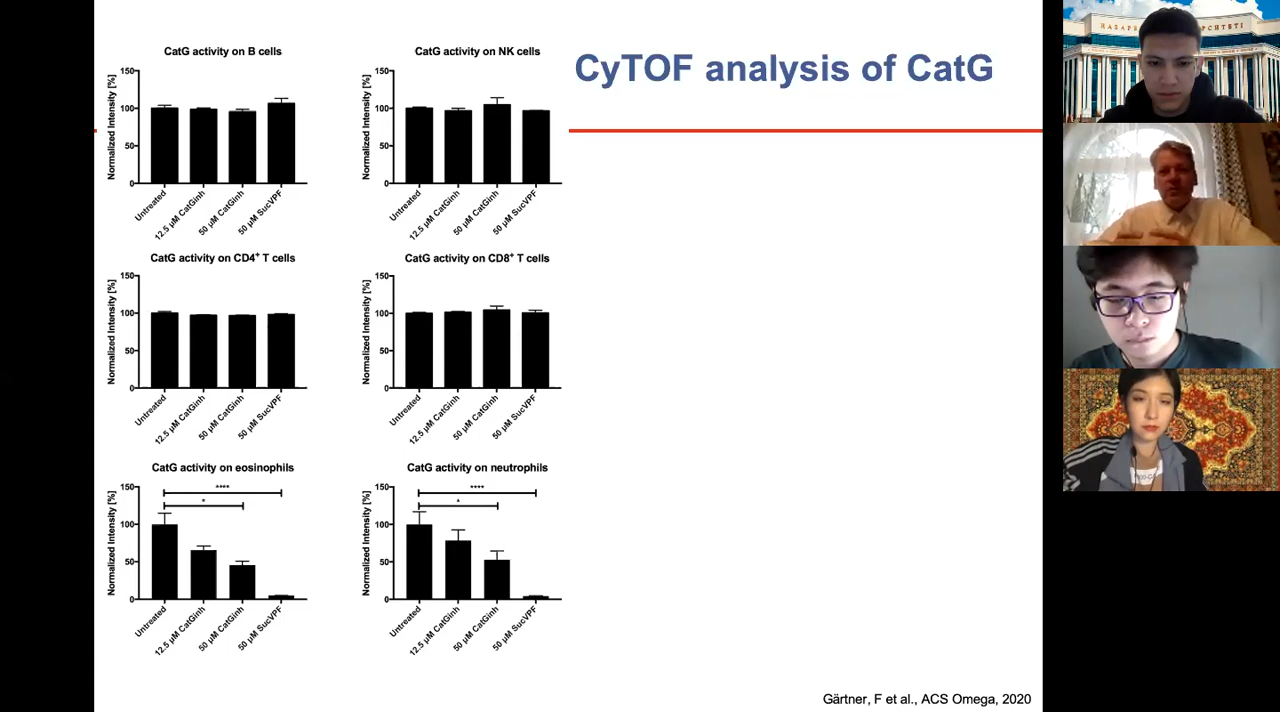 CyTOF analysis of CatG
CatG activity on B cells
Normalized Intensity [%]
150
100
50
0
Untreated
12.5 µM CatGinh
50 µM CatGinh
50 µM SucVPF
CatG activity on NK cells
Normalized Intensity [%]
150
100
50
0
Untreated
12.5 µM CatGinh
50 µM CatGinh
50 µM SucVPF
CatG activity on CD4⁺ T cells
Normalized Intensity [%]
150
100
50
0
Untreated
12.5 µM CatGinh
50 µM CatGinh
50 µM SucVPF
CatG activity on CD8⁺ T cells
Normalized Intensity [%]
150
100
50
0
Untreated
12.5 µM CatGinh
50 µM CatGinh
50 µM SucVPF
CatG activity on eosinophils
Normalized Intensity [%]
150
100
50
0
****
*
Untreated
12.5 µM CatGinh
50 µM CatGinh
50 µM SucVPF
CatG activity on neutrophils
Normalized Intensity [%]
150
100
50
0
****
*
Untreated
12.5 µM CatGinh
50 µM CatGinh
50 µM SucVPF
Gärtner, F et al., ACS Omega, 2020